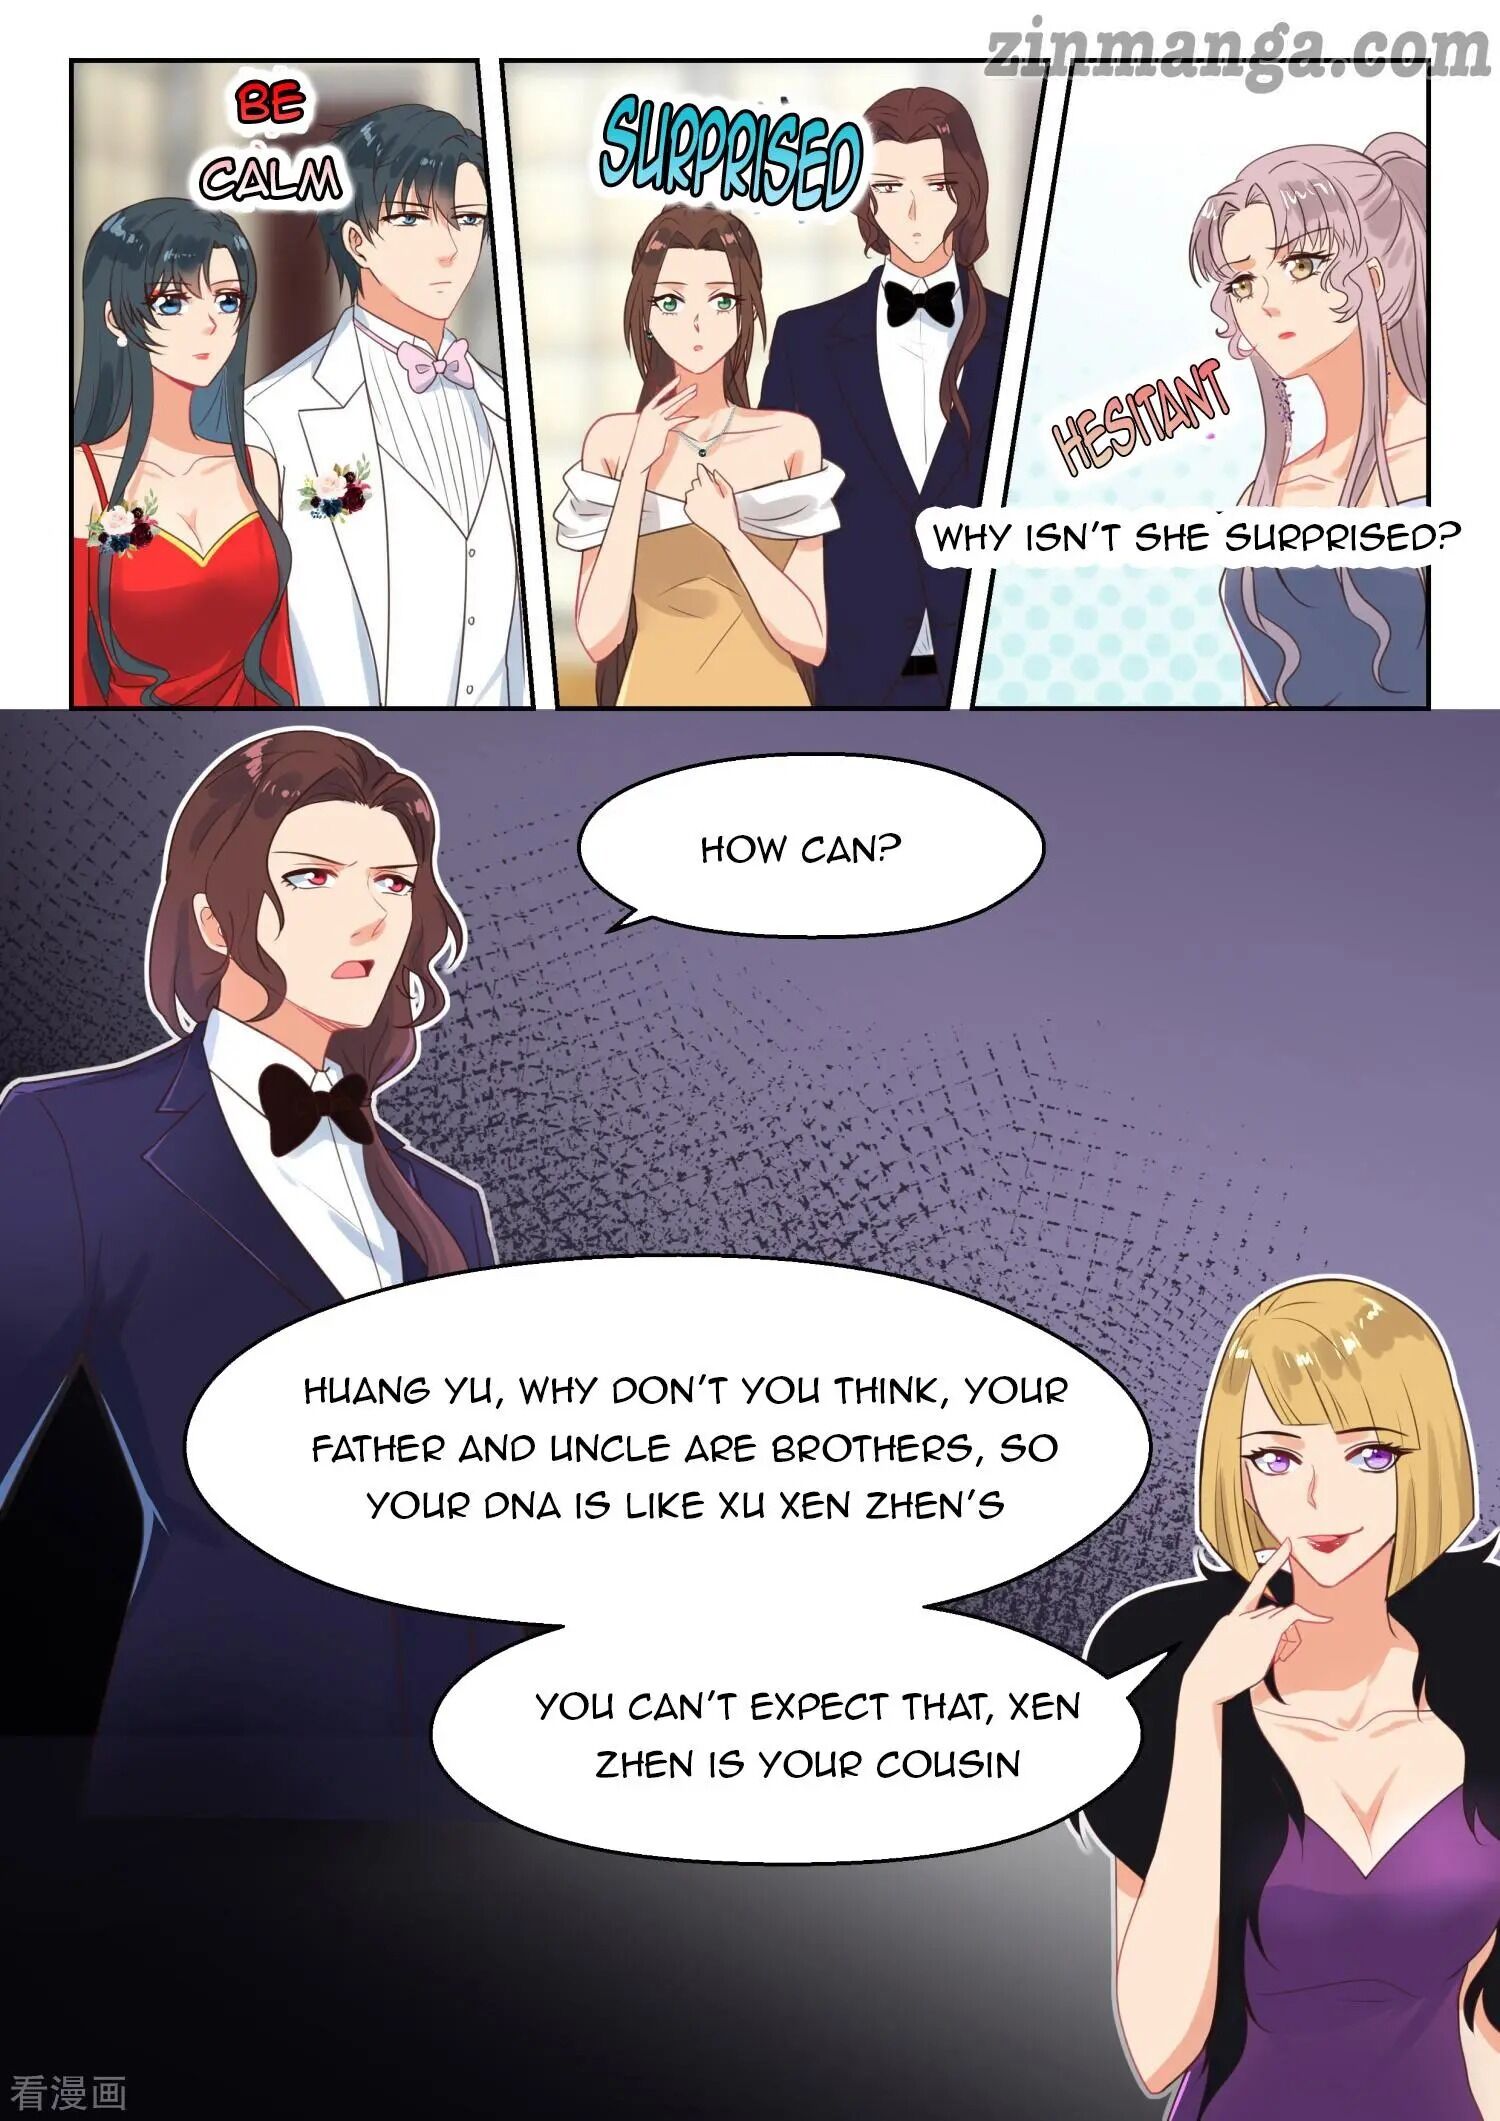 zinmanga.com
BE
CALM
SURPRISED
HESITANT
WHY ISN'T SHE SURPRISED?
HOW CAN?
HUANG YU, WHY DON'T YOU THINK, YOUR
FATHER AND UNCLE ARE BROTHERS, SO
YOUR DNA IS LIKE XU XEN ZHEN'S
YOU CAN'T EXPECT THAT, XEN
ZHEN IS YOUR COUSIN
看漫画